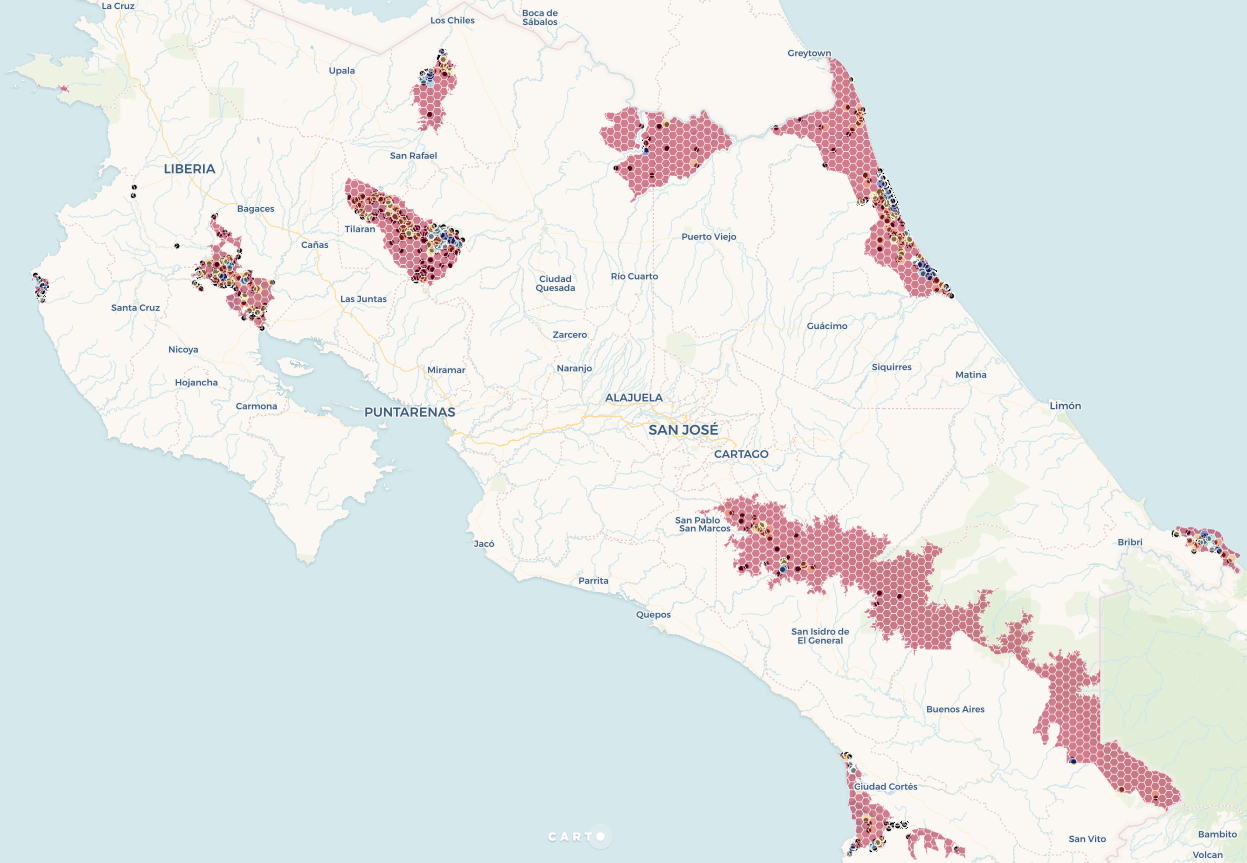 La Cruz
Los Chiles
Boca de
Sábalos
Greytown
Upala
San Rafael
LIBERIA
Bagaces
Tilaran
Cañas
Puerto Viejo
Ciudad
Quesada
Río Cuarto
Santa Cruz
Las Juntas
Guácimo
Zarcero
Nicoya
Miramar
Naranjo
Siquirres
Matina
Hojancha
Carmona
PUNTARENAS
ALAJUELA
Limón
SAN JOSÉ
CARTAGO
San Pablo
San Marcos
Jacó
Bribri
Parrita
Quepos
San Isidro de
El General
Buenos Aires
Ciudad Cortés
CARTO
San Vito
Bambito
Volcan